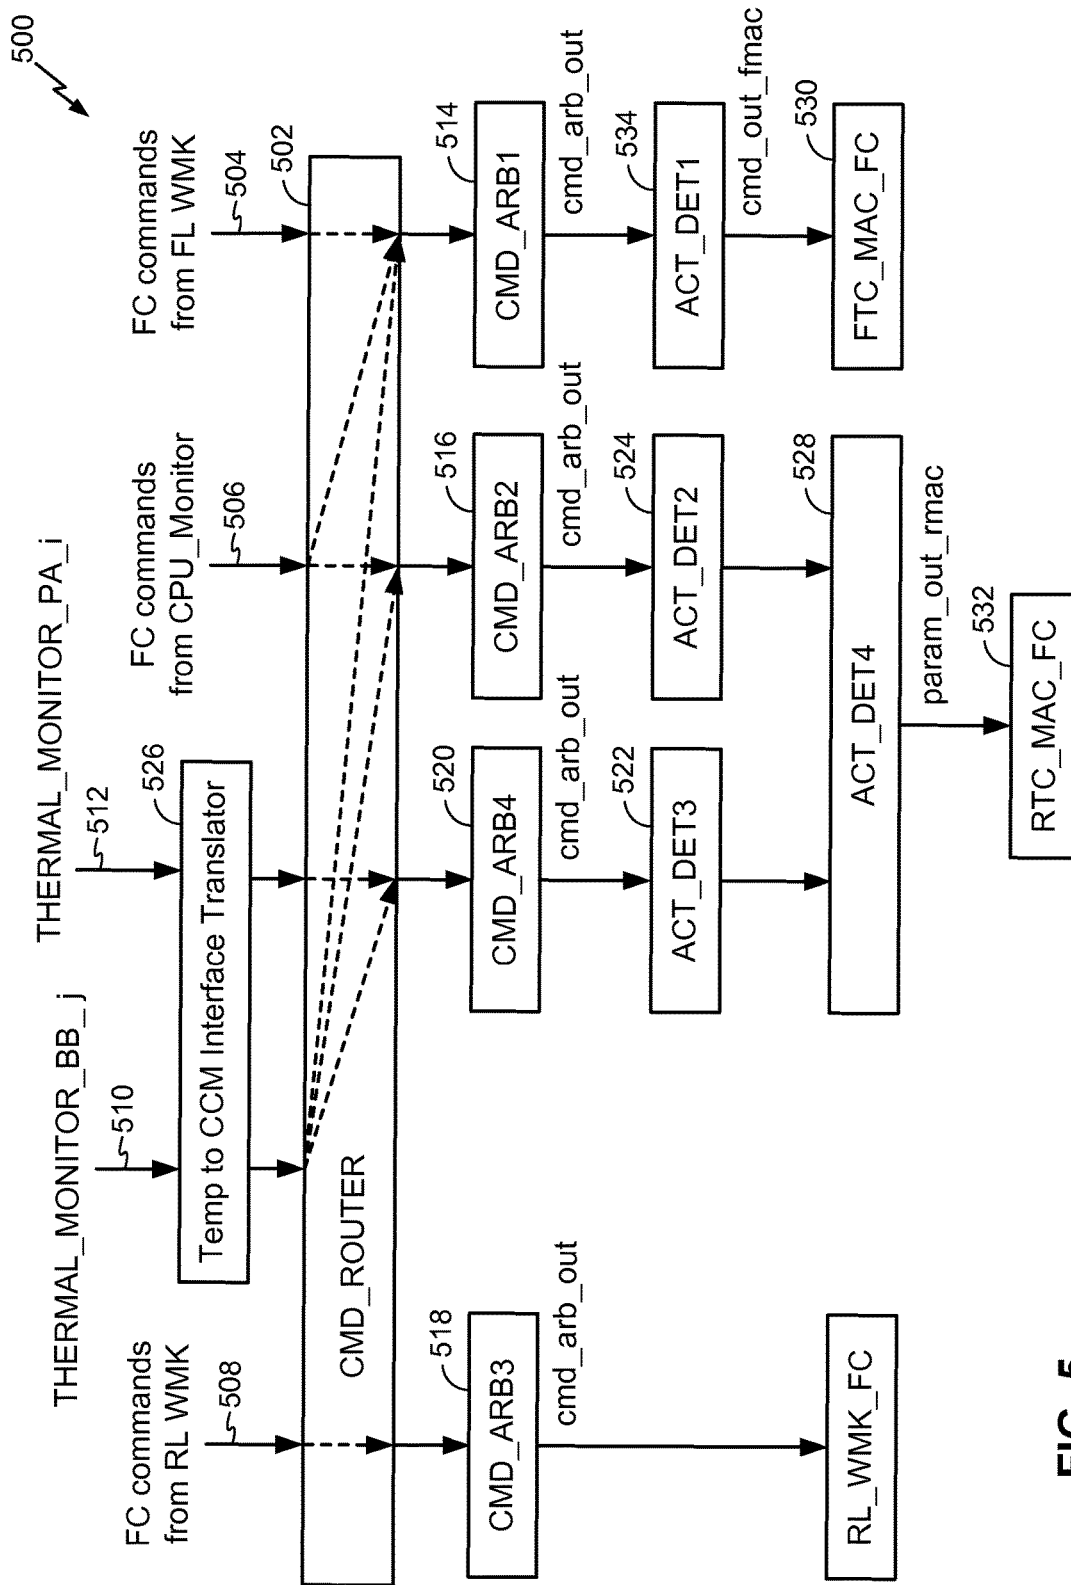 500
THERMAL_MONITOR_BB_j
THERMAL_MONITOR_PA_i
FC commands
from RL WMK
508
510
512
FC commands
from CPU_Monitor
506
FC commands
from FL WMK
504
Temp to CCM Interface Translator
526
502
CMD_ROUTER
CMD_ARB3
518
CMD_ARB4
520
CMD_ARB2
516
CMD_ARB1
514
cmd_arb_out
cmd_arb_out
cmd_arb_out
cmd_arb_out
ACT_DET3
522
ACT_DET2
524
ACT_DET1
534
cmd_out_fmac
RL_WMK_FC
ACT_DET4
528
FTC_MAC_FC
530
param_out_rmac
RTC_MAC_FC
532